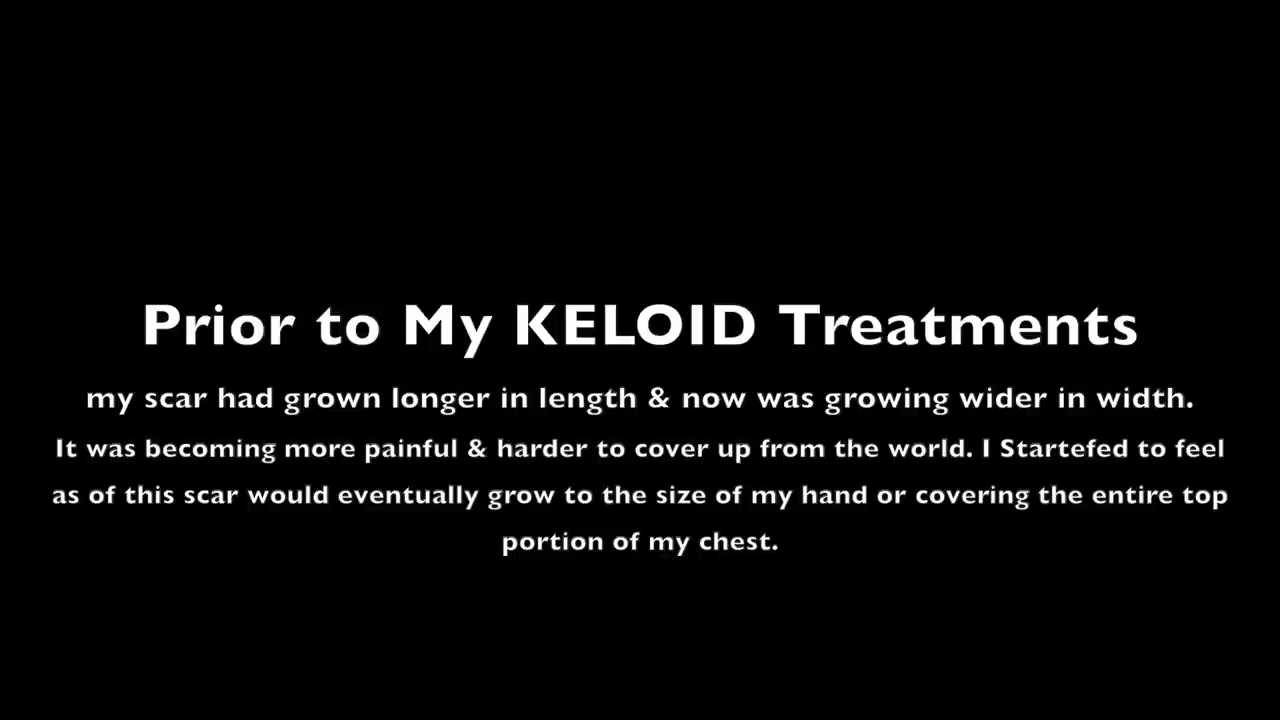 Prior to My KELOID Treatments
my scar had grown longer in length & now was growing wider in width.
It was becoming more painful & harder to cover up from the world. I Startefed to feel
as of this scar would eventually grow to the size of my hand or covering the entire top
portion of my chest.